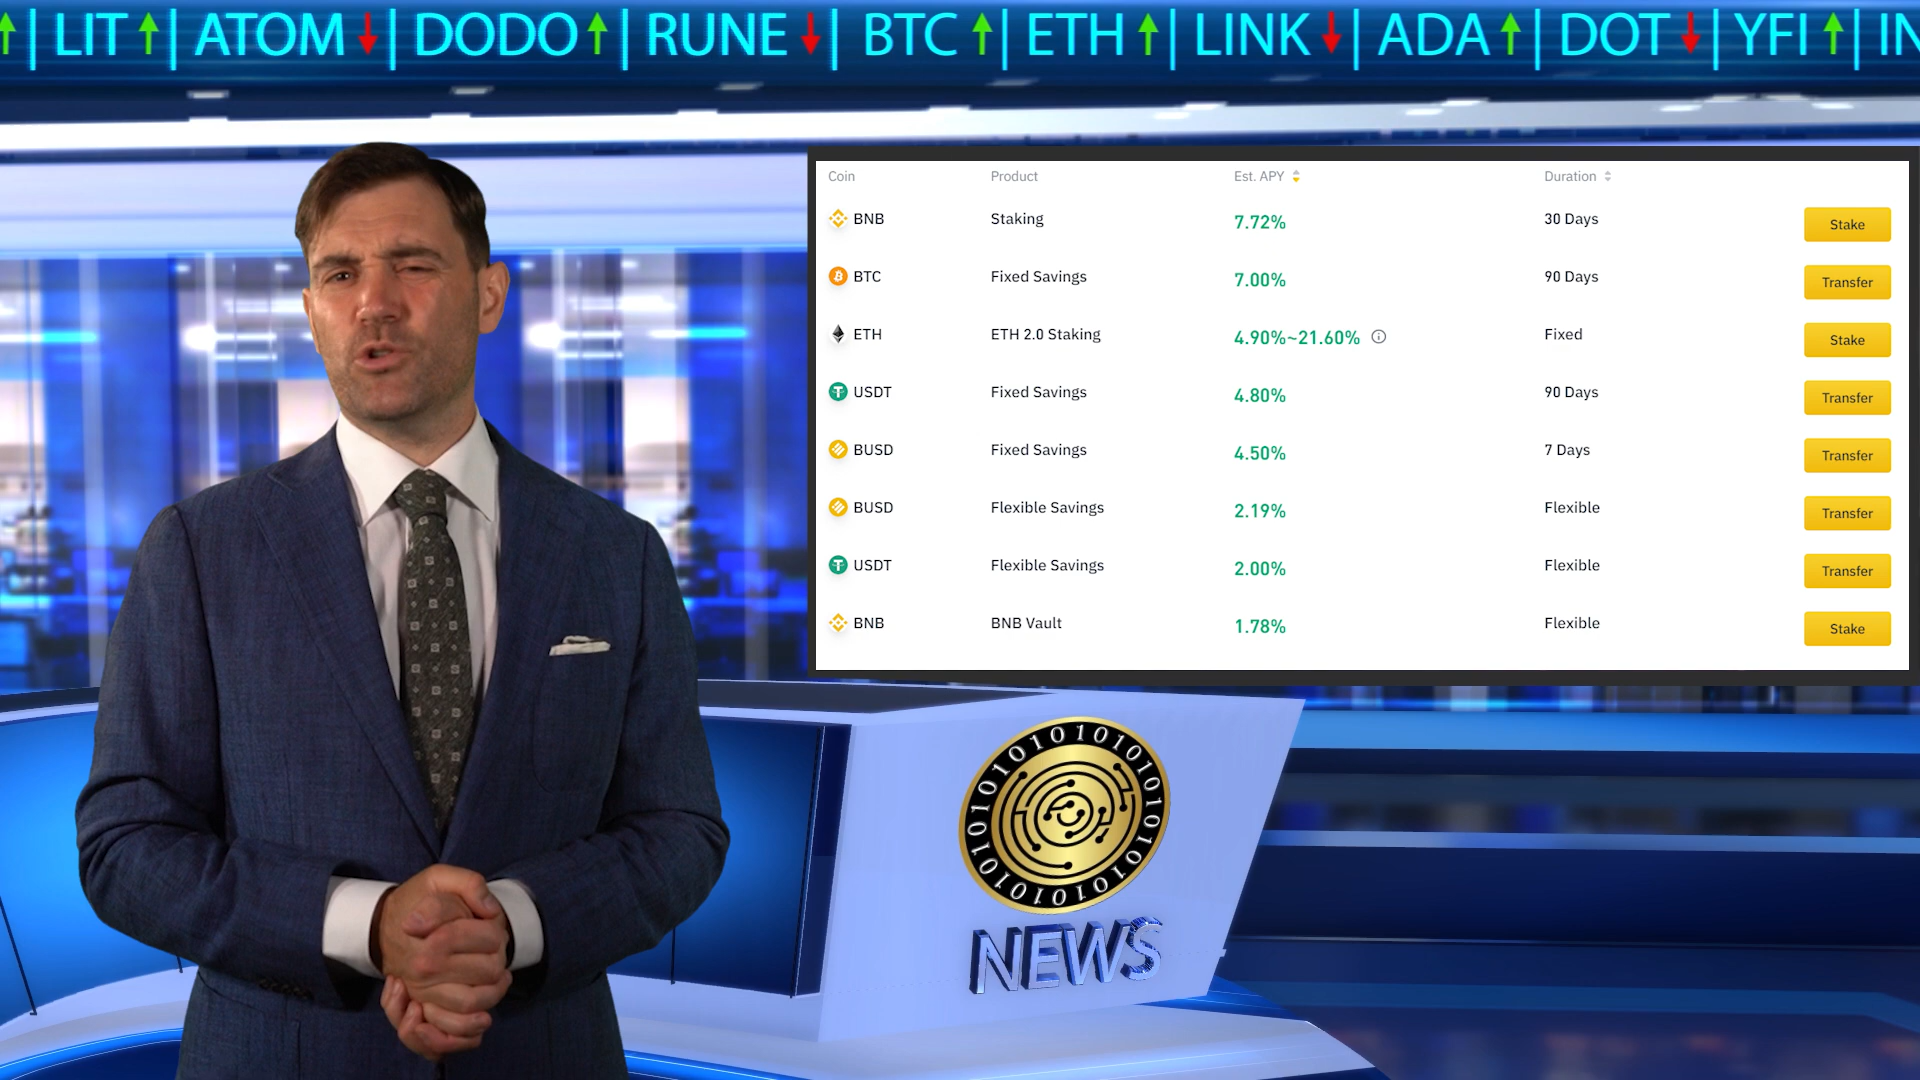 LIT ATOM DODO RUNE BTC ETH LINK ADA DOT YFI IN
Coin Product Est. APY Duration
BNB Staking 7.72% 30 Days Stake
BTC Fixed Savings 7.00% 90 Days Transfer
ETH ETH 2.0 Staking 4.90%~21.60% Fixed Stake
USDT Fixed Savings 4.80% 90 Days Transfer
BUSD Fixed Savings 4.50% 7 Days Transfer
BUSD Flexible Savings 2.19% Flexible Transfer
USDT Flexible Savings 2.00% Flexible Transfer
BNB BNB Vault 1.78% Flexible Stake
NEWS